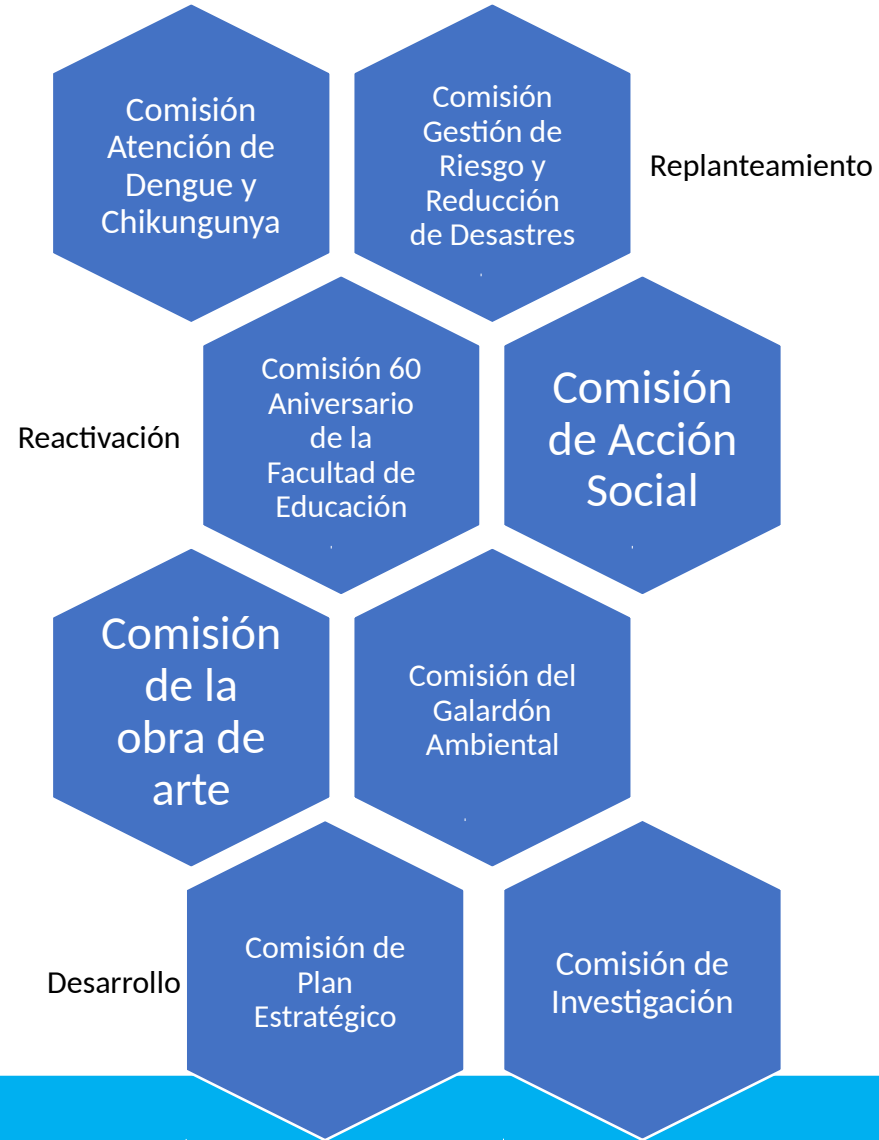 Comisión
Atención de
Dengue y
Chikungunya
Comisión
Gestión de
Riesgo y
Reducción
de Desastres
Replanteamiento
Reactivación
Comisión 60
Aniversario
de la
Facultad de
Educación
Comisión
de Acción
Social
Comisión
de la
obra de
arte
Comisión del
Galardón
Ambiental
Desarrollo
Comisión de
Plan
Estratégico
Comisión de
Investigación